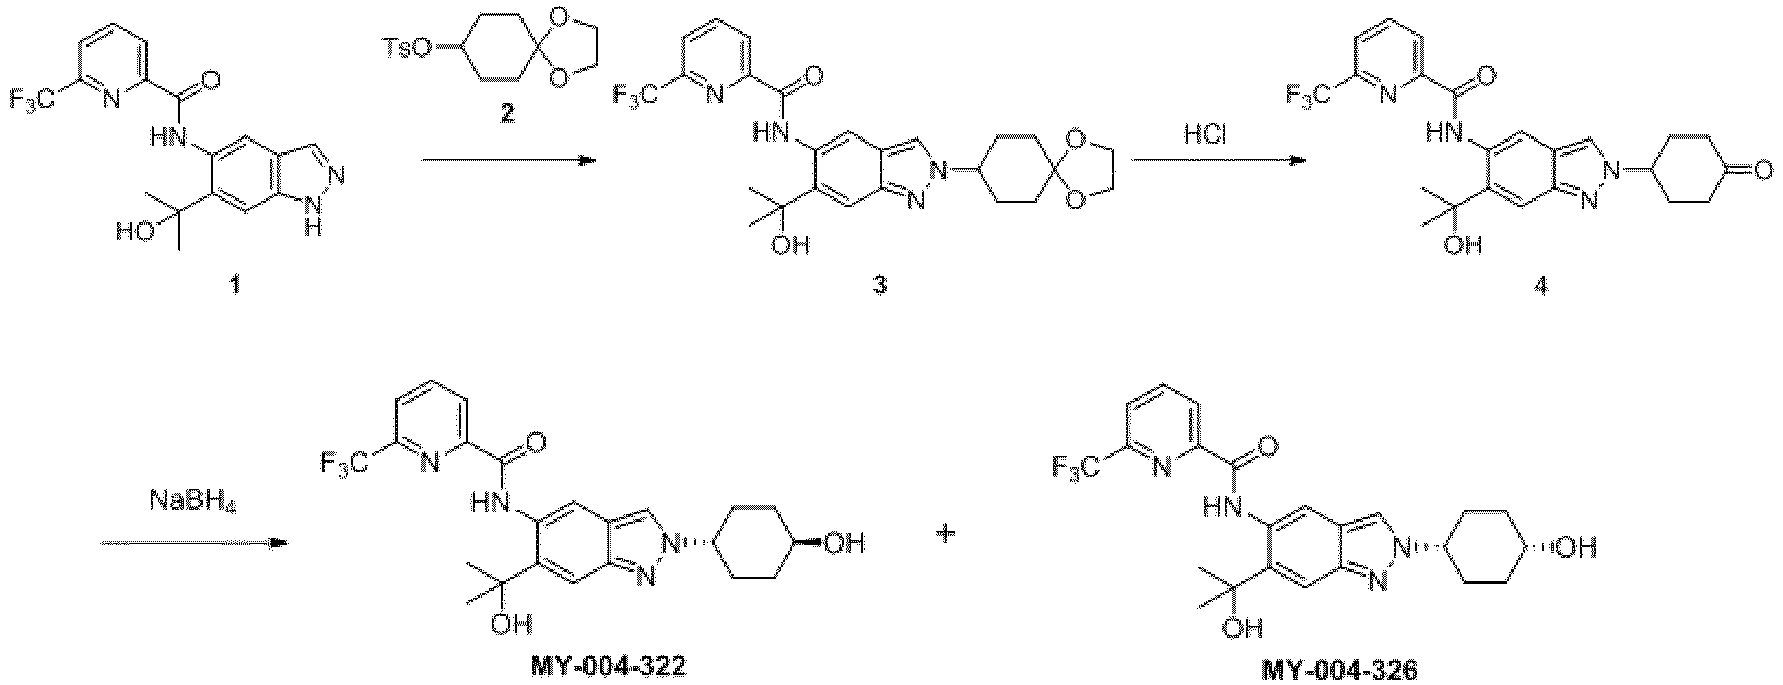 F₃C N O HN HO N N H
1
TsO O O
2
F₃C N O HN OH N N O O
3
HCl
F₃C N O HN OH N N O
4
NaBH₄
F₃C N O HN OH N N OH
MY-004-322
+
F₃C N O HN OH N N OH
MY-004-326